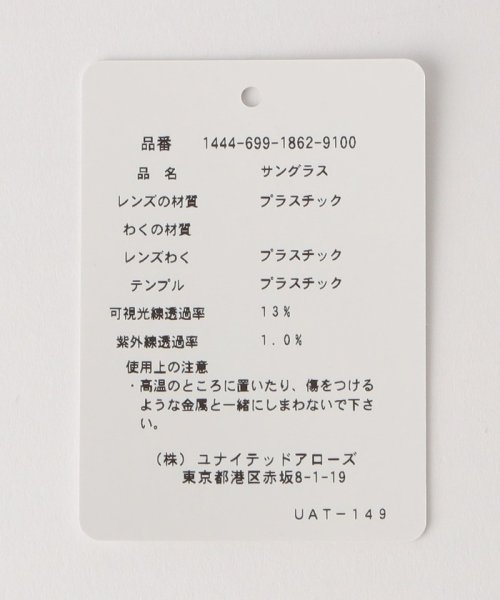 品番 1444-699-1862-9100
品 名 サングラス
レンズの材質 プラスチック
わくの材質
レンズわく プラスチック
テンプル プラスチック
可視光線透過率 13%
紫外線透過率 1.0%
使用上の注意
・高温のところに置いたり、傷をつける
ような金属と一緒にしまわないで下さ
い。
(株) ユナイテッドアローズ
東京都港区赤坂8-1-19
UAT-149